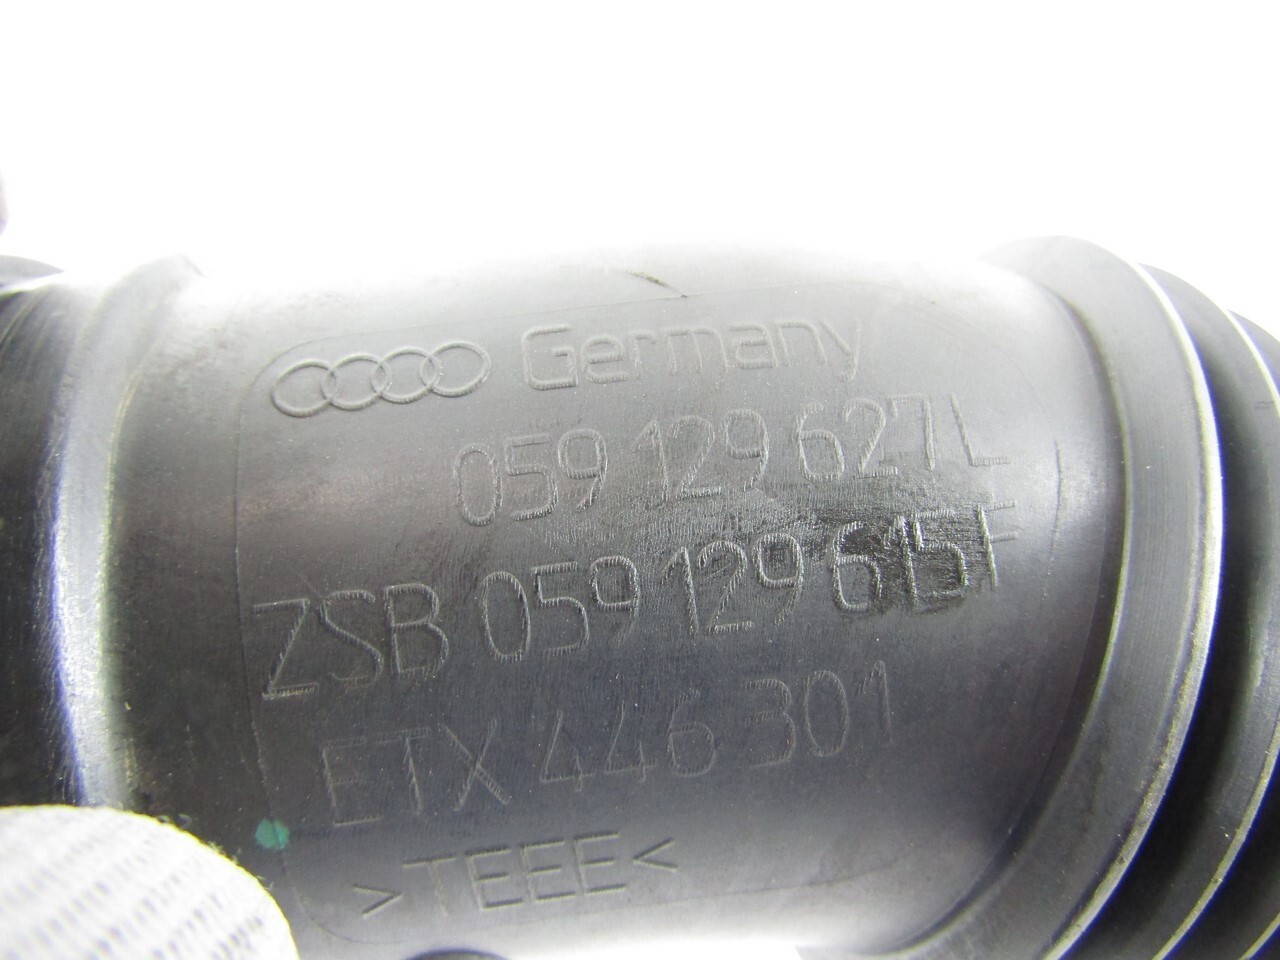 Germany
059 129 627 L
ZSB 059 129 615 F
ETX 446 301
>TEEE<